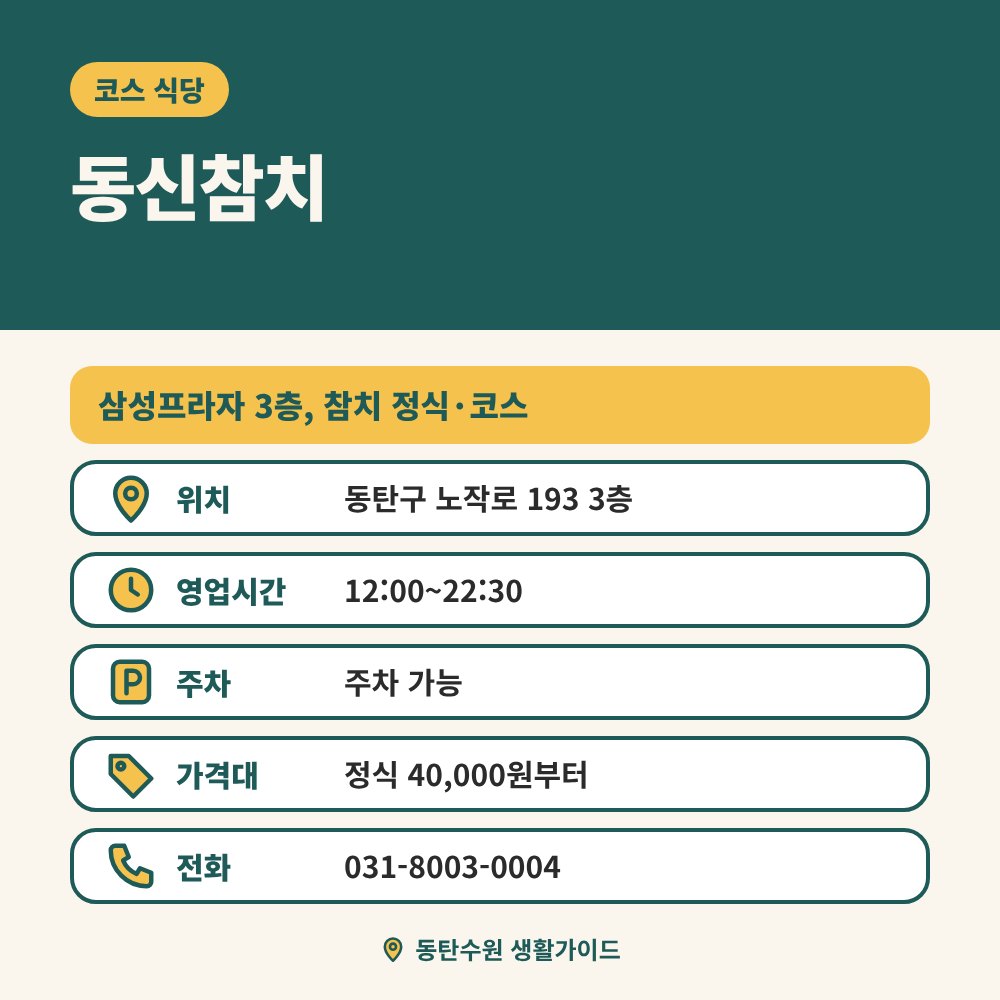 코스 식당
동신참치
삼성프라자 3층, 참치 정식·코스
위치 동탄구 노작로 193 3층
영업시간 12:00~22:30
P 주차 주차 가능
가격대 정식 40,000원부터
전화 031-8003-0004
동탄수원 생활가이드